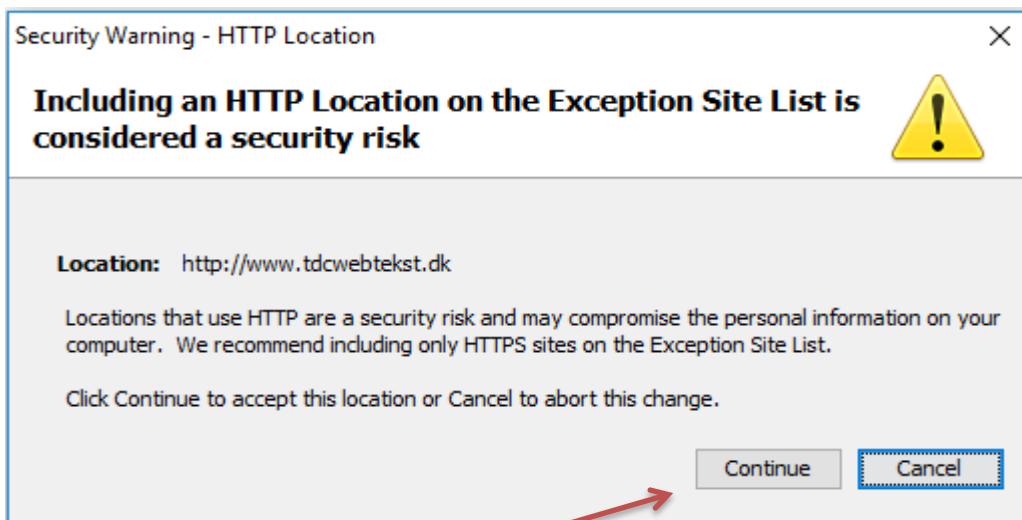 Security Warning - HTTP Location
Including an HTTP Location on the Exception Site List is
considered a security risk
Location: http://www.tdcwebtekst.dk
Locations that use HTTP are a security risk and may compromise the personal information on your
computer. We recommend including only HTTPS sites on the Exception Site List.
Click Continue to accept this location or Cancel to abort this change.
Continue Cancel